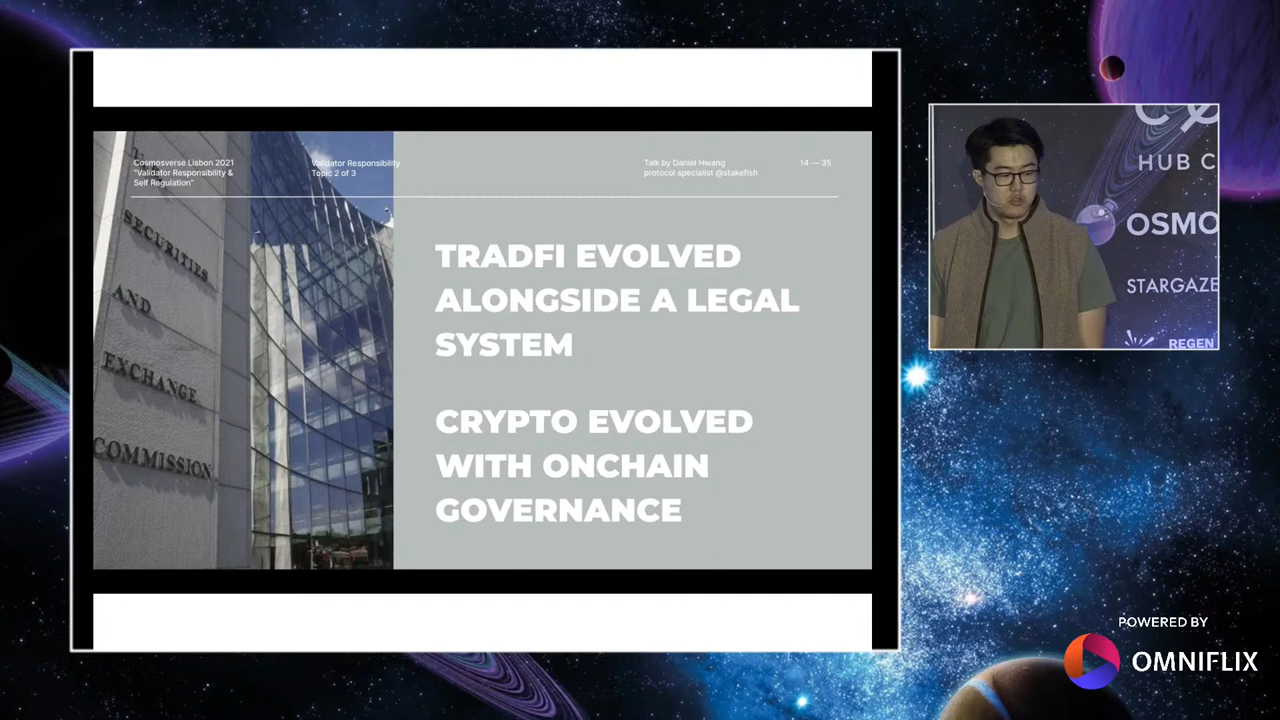 Cosmosverse Lisbon 2021
"Validator Responsibility &
Self Regulation"
Validator Responsibility
Topic 2 of 3
Talk by Daniel Hwang
protocol specialist @stakefish
14 — 35
SECURITIES
AND
EXCHANGE
COMMISSION
TRADFI EVOLVED
ALONGSIDE A LEGAL
SYSTEM
CRYPTO EVOLVED
WITH ONCHAIN
GOVERNANCE
HUB C
OSMO
STARGAZE
REGEN
POWERED BY
OMNIFLIX